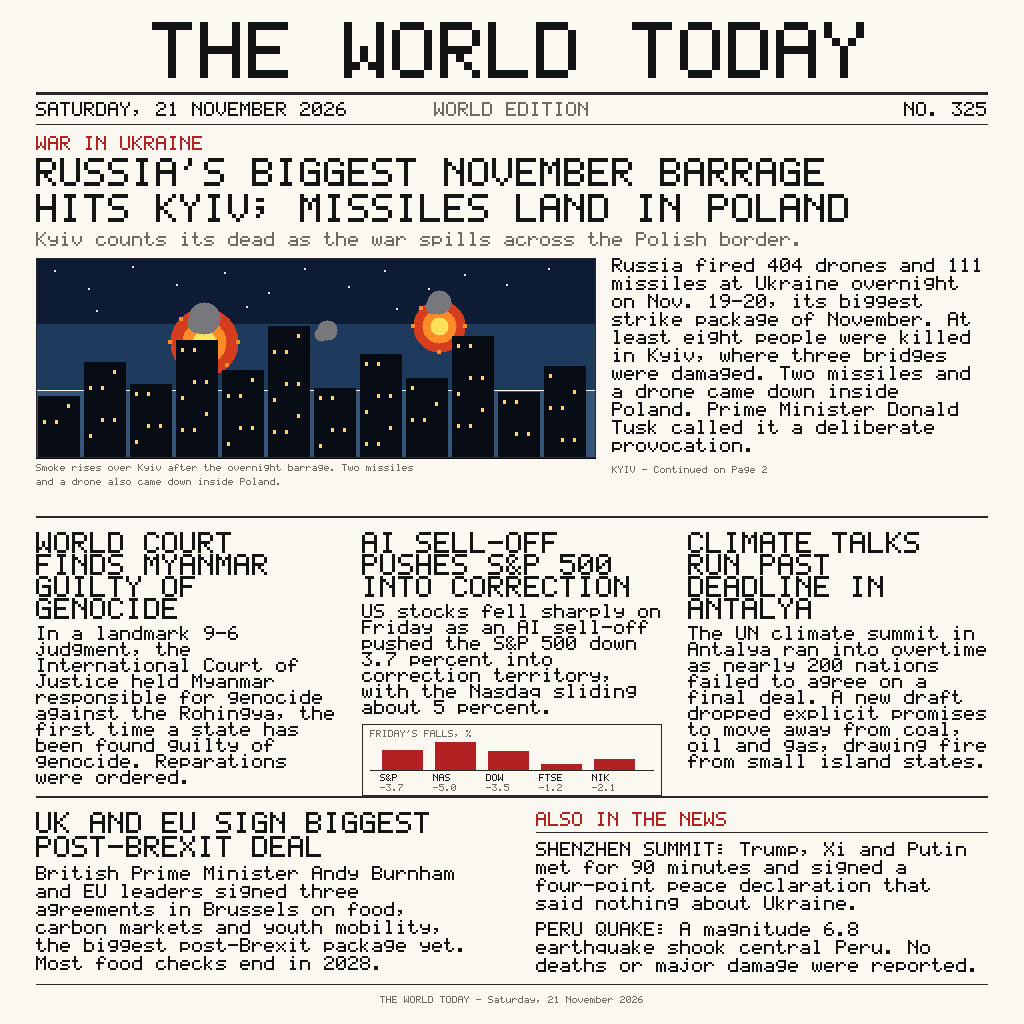 THE WORLD TODAY
SATURDAY, 21 NOVEMBER 2026 WORLD EDITION NO. 325
WAR IN UKRAINE
RUSSIA'S BIGGEST NOVEMBER BARRAGE
HITS KYIV; MISSILES LAND IN POLAND
Kyiv counts its dead as the war spills across the Polish border.
Russia fired 404 drones and 111
missiles at Ukraine overnight
on Nov. 19-20, its biggest
strike package of November. At
least eight people were killed
in Kyiv, where three bridges
were damaged. Two missiles and
a drone came down inside
Poland. Prime Minister Donald
Tusk called it a deliberate
provocation.
KYIV - Continued on Page 2
Smoke rises over Kyiv after the overnight barrage. Two missiles
and a drone also came down inside Poland.
WORLD COURT
FINDS MYANMAR
GUILTY OF
GENOCIDE
In a landmark 9-6
judgment, the
International Court of
Justice held Myanmar
responsible for genocide
against the Rohingya, the
first time a state has
been found guilty of
genocide. Reparations
were ordered.
AI SELL-OFF
PUSHES S&P 500
INTO CORRECTION
US stocks fell sharply on
Friday as an AI sell-off
pushed the S&P 500 down
3.7 percent into
correction territory,
with the Nasdaq sliding
about 5 percent.
FRIDAY'S FALLS, %
S&P NAS DOW FTSE NIK
-3.7 -5.0 -3.5 -1.2 -2.1
CLIMATE TALKS
RUN PAST
DEADLINE IN
ANTALYA
The UN climate summit in
Antalya ran into overtime
as nearly 200 nations
failed to agree on a
final deal. A new draft
dropped explicit promises
to move away from coal,
oil and gas, drawing fire
from small island states.
UK AND EU SIGN BIGGEST
POST-BREXIT DEAL
British Prime Minister Andy Burnham
and EU leaders signed three
agreements in Brussels on food,
carbon markets and youth mobility,
the biggest post-Brexit package yet.
Most food checks end in 2028.
ALSO IN THE NEWS
SHENZHEN SUMMIT: Trump, Xi and Putin
met for 90 minutes and signed a
four-point peace declaration that
said nothing about Ukraine.
PERU QUAKE: A magnitude 6.8
earthquake shook central Peru. No
deaths or major damage were reported.
THE WORLD TODAY - Saturday, 21 November 2026